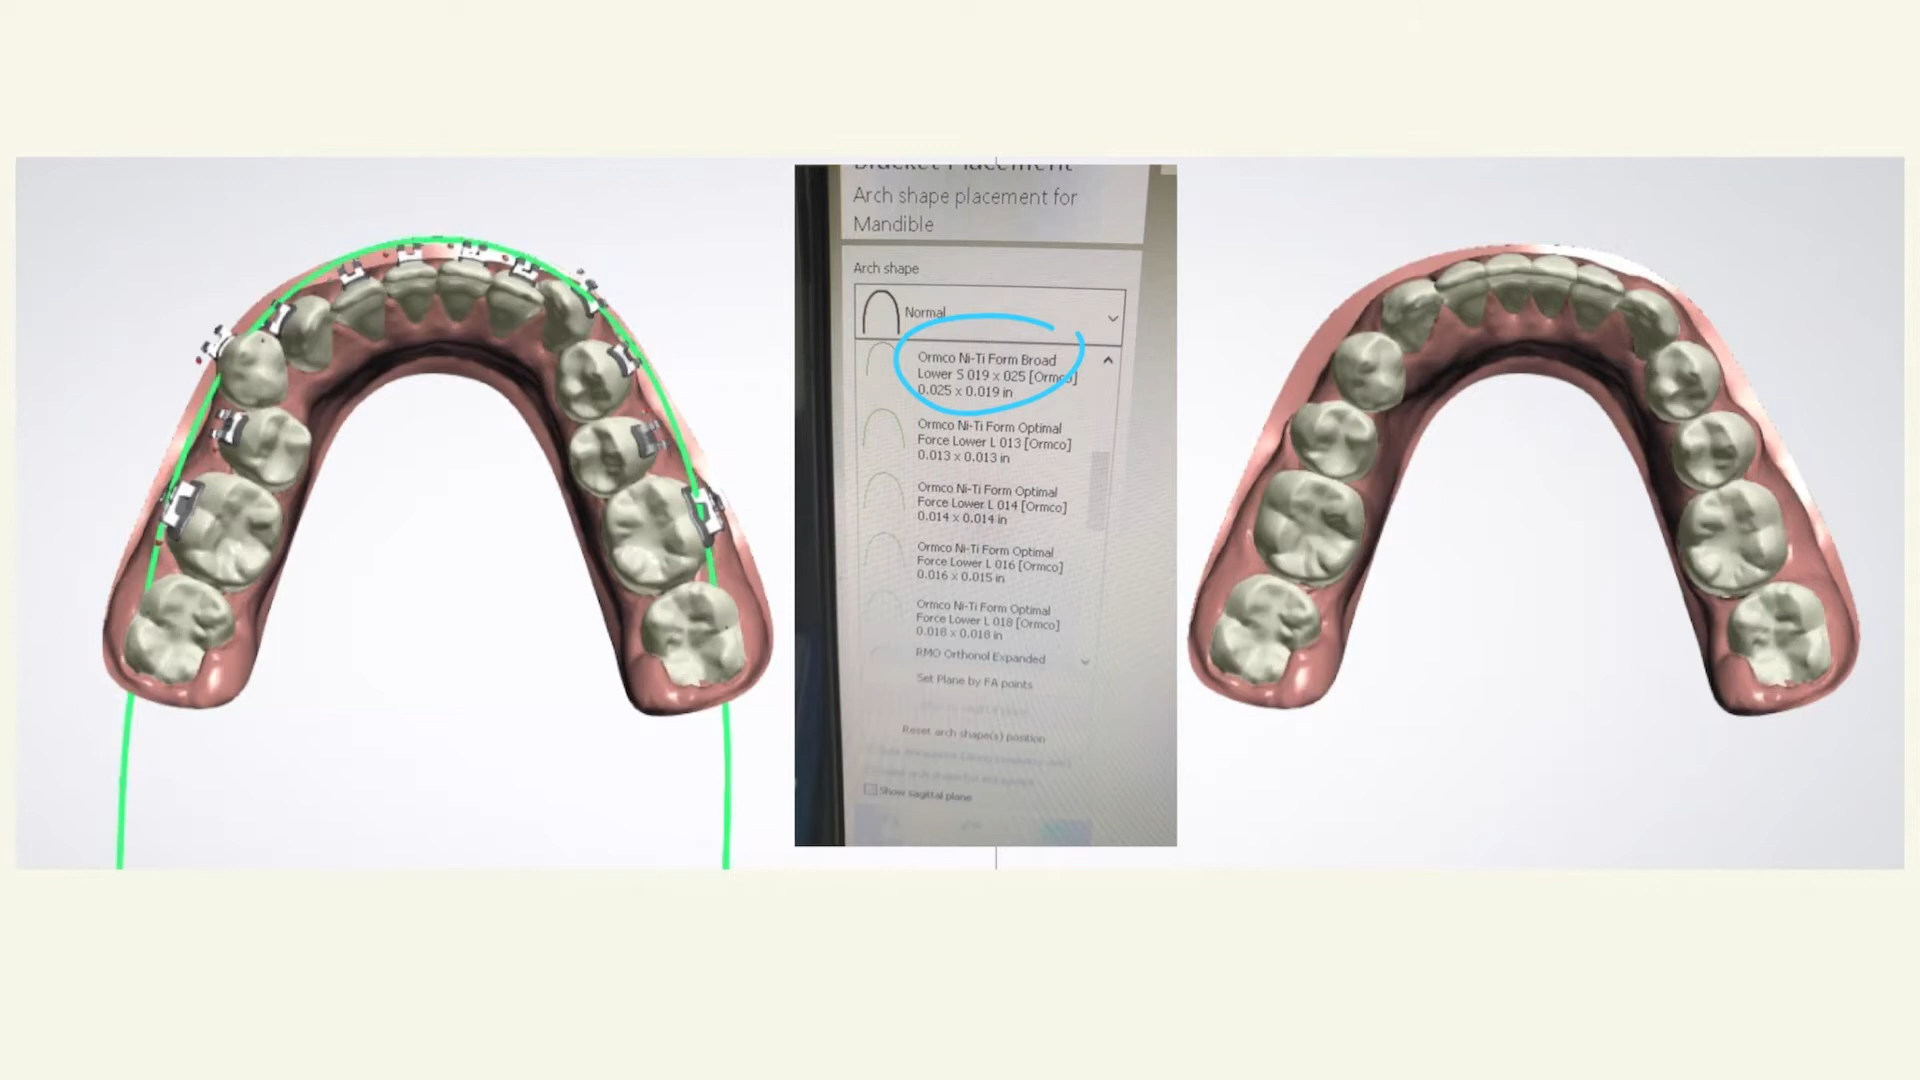 Bracket Placement
Arch shape placement for
Mandible
Arch shape
Normal
Ormco Ni-Ti Form Broad
Lower S 019 x 025 [Ormco]
0.025 x 0.019 in
Ormco Ni-Ti Form Optimal
Force Lower L 013 [Ormco]
0.013 x 0.013 in
Ormco Ni-Ti Form Optimal
Force Lower L 014 [Ormco]
0.014 x 0.014 in
Ormco Ni-Ti Form Optimal
Force Lower L 016 [Ormco]
0.016 x 0.015 in
Ormco Ni-Ti Form Optimal
Force Lower L 018 [Ormco]
0.018 x 0.018 in
RMO Orthonol Expanded
Set Plane by FA points
Reset arch shape(s) position
Show sagittal plane